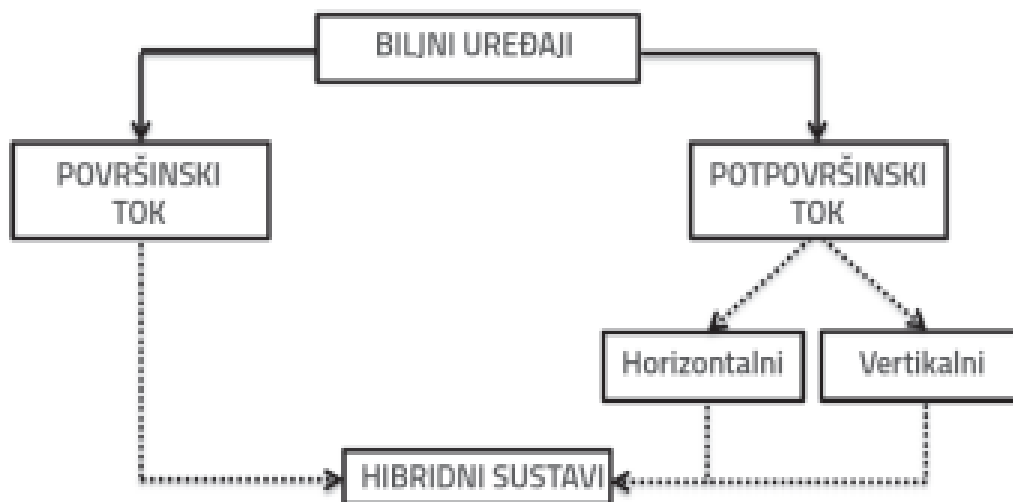 BILJNI UREĐAJI
POVRŠINSKI
TOK
POTPOVRŠINSKI
TOK
Horizontalni
Vertikalni
HIBRIDNI SUSTAVI